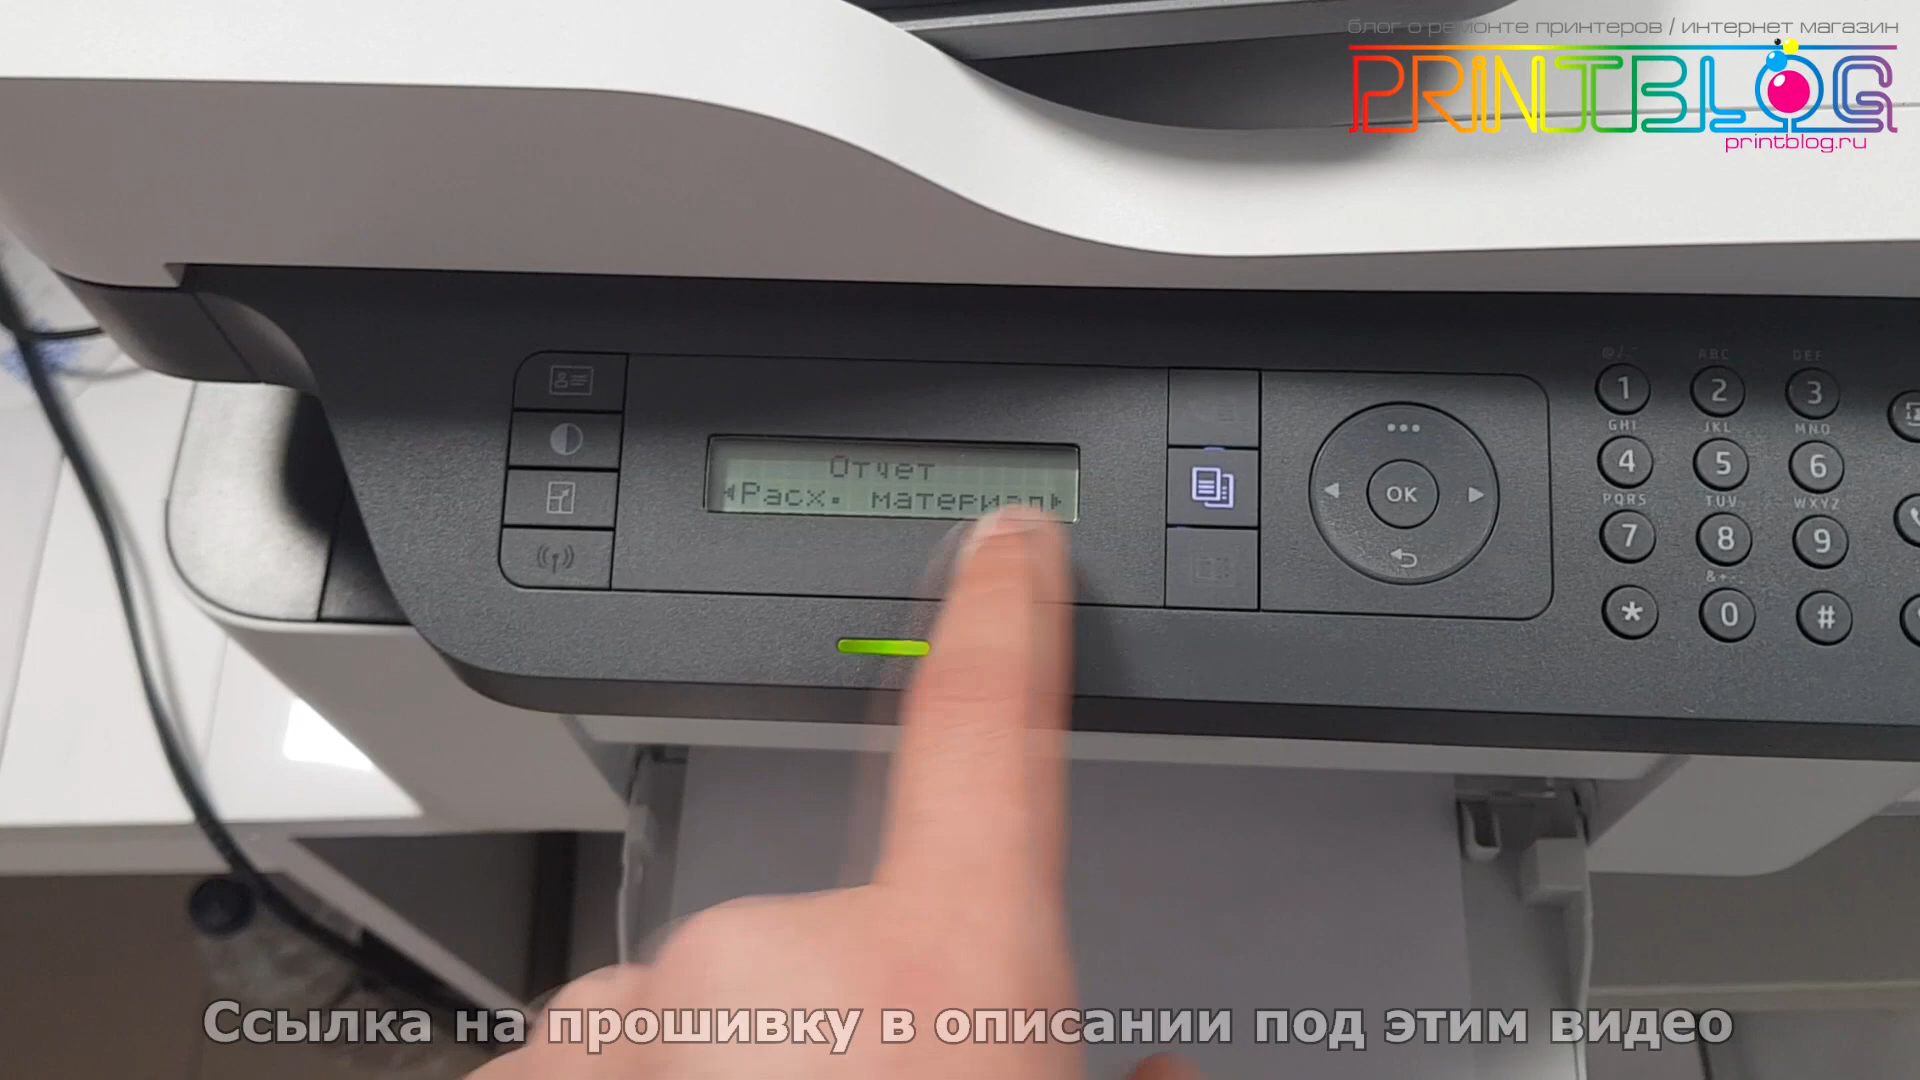 блог о ремонте принтеров / интернет магазин
PRINTBLOG
printblog.ru
@/.
ABC
DEF
1
2
3
GHI
JKL
MNO
Отчет
4
5
6
Расх. материал
OK
PQRS
TUV
WXYZ
7
8
9
*
0
#
Ссылка на прошивку в описании под этим видео